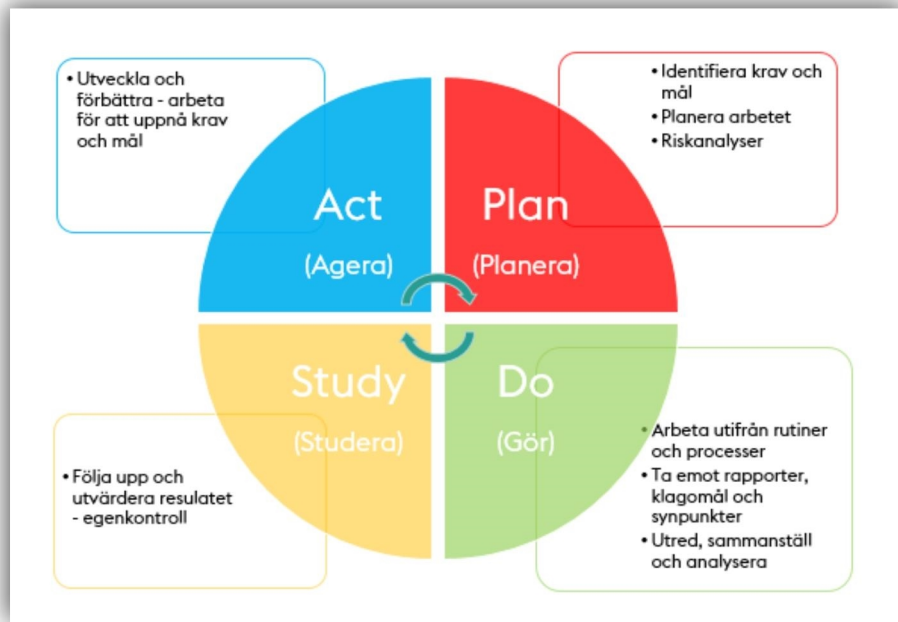 • Utveckla och
förbättra - arbeta
för att uppnå krav
och mål
• Identifiera krav och
mål
• Planera arbetet
• Riskanalyser
Act
(Agera)
Plan
(Planera)
Study
(Studera)
Do
(Gör)
• Följa upp och
utvärdera resulatet
- egenkontroll
• Arbeta utifrån rutiner
och processer
• Ta emot rapporter,
klagomål och
synpunkter
• Utred, sammanställ
och analysera